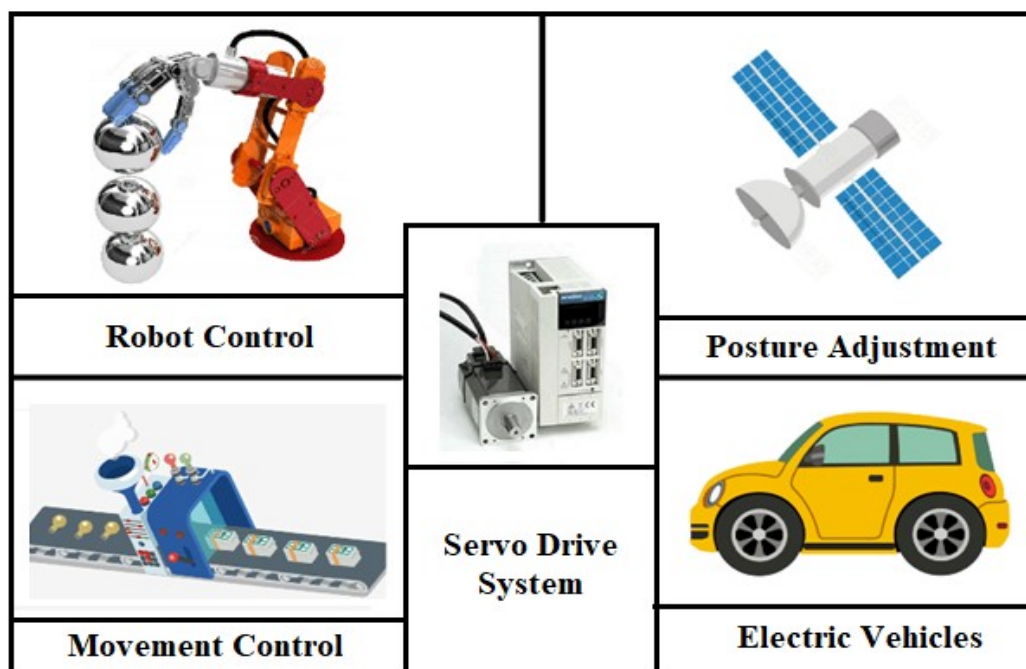 Robot Control
Posture Adjustment
Servo Drive
System
Movement Control
Electric Vehicles